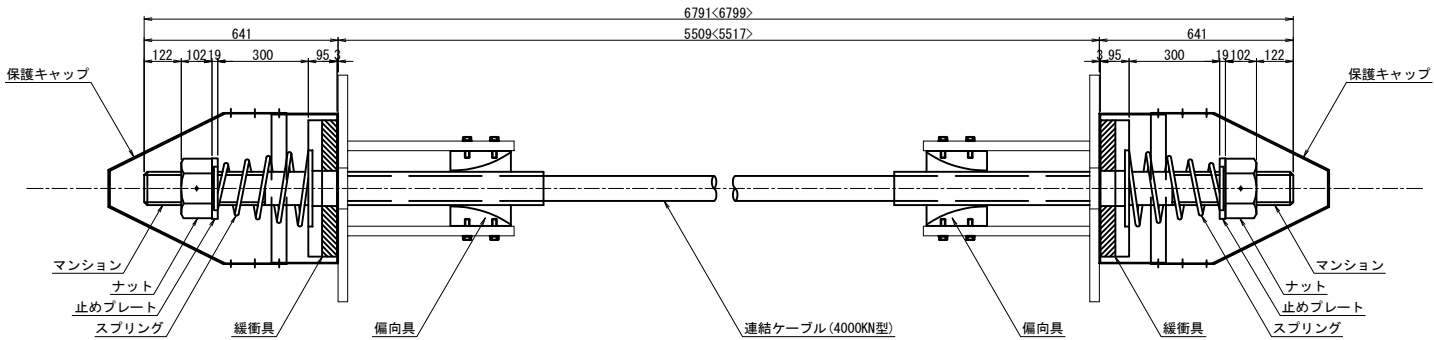 6791<6799>
641
5509<5517>
641
122
102
19
300
95
3
3
95
300
19
102
122
保護キャップ
保護キャップ
マンション
ナット
止めプレート
スプリング
緩衝具
偏向具
連結ケーブル(4000KN型)
偏向具
緩衝具
マンション
ナット
止めプレート
スプリング